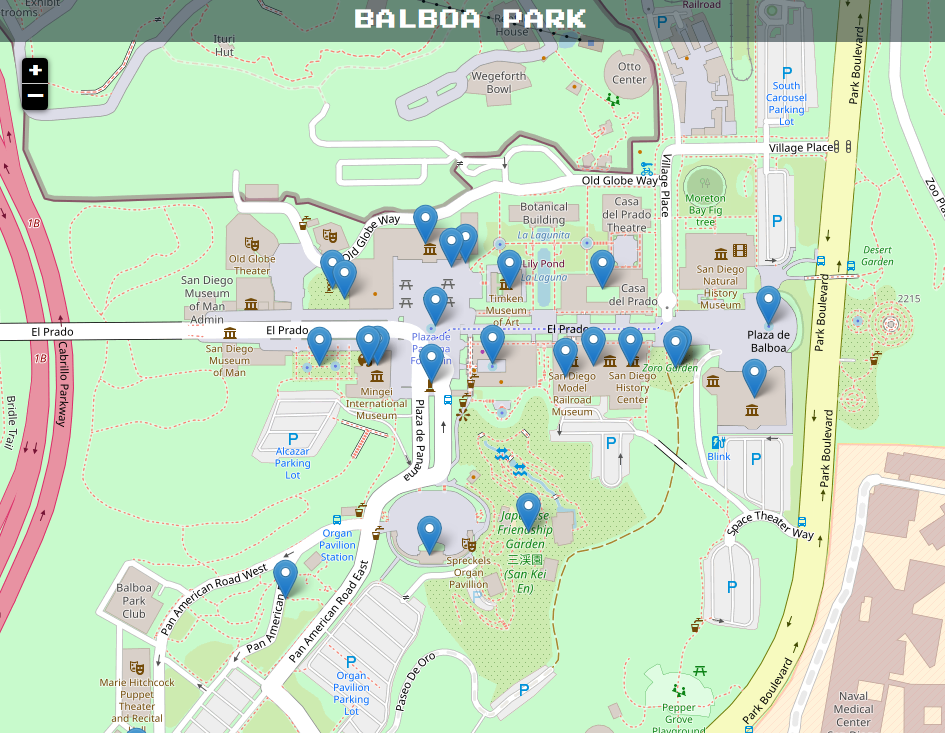 BALBOA PARK
Exhibit
trooms.
House
Railroad
Ituri
Hut
Wegeforth
Bowl
Otto
Center
P
P
South
Carousel
Parking
Lot
Park Boulevard
1B
Village Place
Old Globe Way
Village Place
Zoo Pla
Moreton
Bay Fig
Tree
Casa
del Prado
Theatre
Botanical
Building
La Lagunita
Old Globe Way
P
Old Globe
Theater
San Diego
Museum
of Man
Admin
Lily Pond
La Laguna
Timken
Museum
of Art
Casa
del Prado
San Diego
Natural
History
Museum
Desert
Garden
2215
Park Boulevard
El Prado
El Prado
El Prado
Plaza de
Balboa
1B
Cabrillo Parkway
San Diego
Museum
of Man
Mingei
International
Museum
San Diego
Model
Railroad
Museum
San Diego
History
Center
Zoro Garden
Bridle Trail
Plaza de Panama
P
Alcazar
Parking
Lot
P
Blink
P
Park Boulevard
Japanese
Friendship
Garden
三渓園
(San Kei
En)
Space Theater Way
Organ
Pavilion
Station
Spreckels
Organ
Pavilion
Balboa
Park
Club
Pan American Road West
Pan American
Pan American Road East
P
Marie Hitchcock
Puppet
Theater
and Recital
Hall
P
Organ
Pavilion
Parking
Lot
Paseo De Oro
P
Pepper
Grove
Playground
Park Boulevard
Naval
Medical
Center